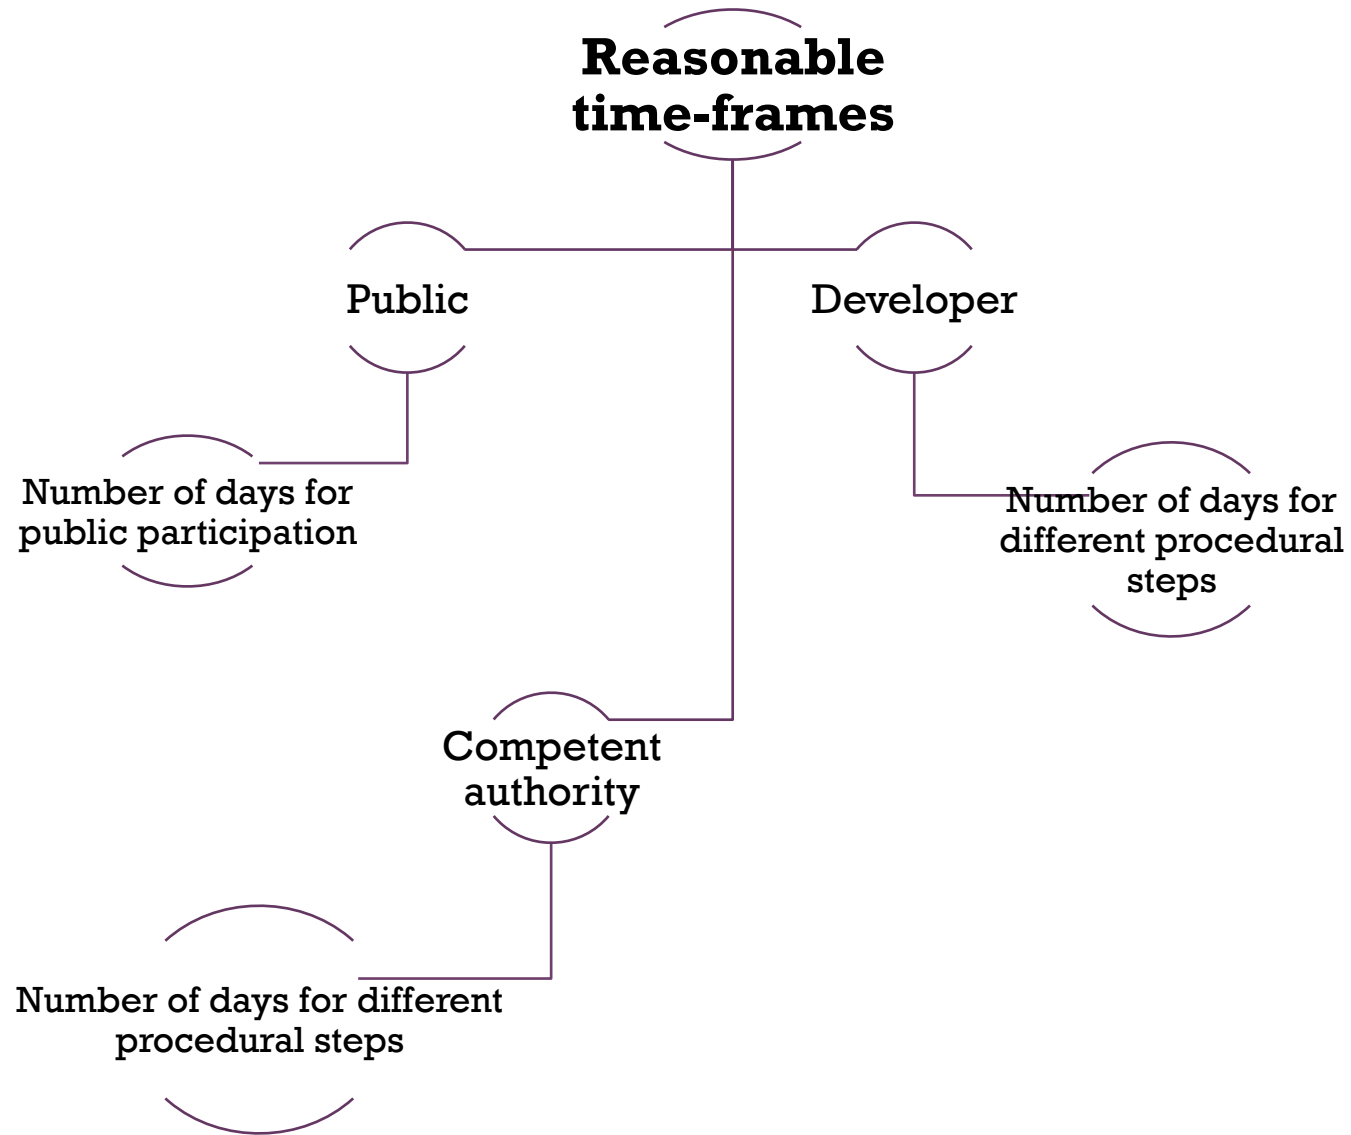 Reasonable
time-frames
Public
Developer
Number of days for
public participation
Number of days for
different procedural
steps
Competent
authority
Number of days for different
procedural steps